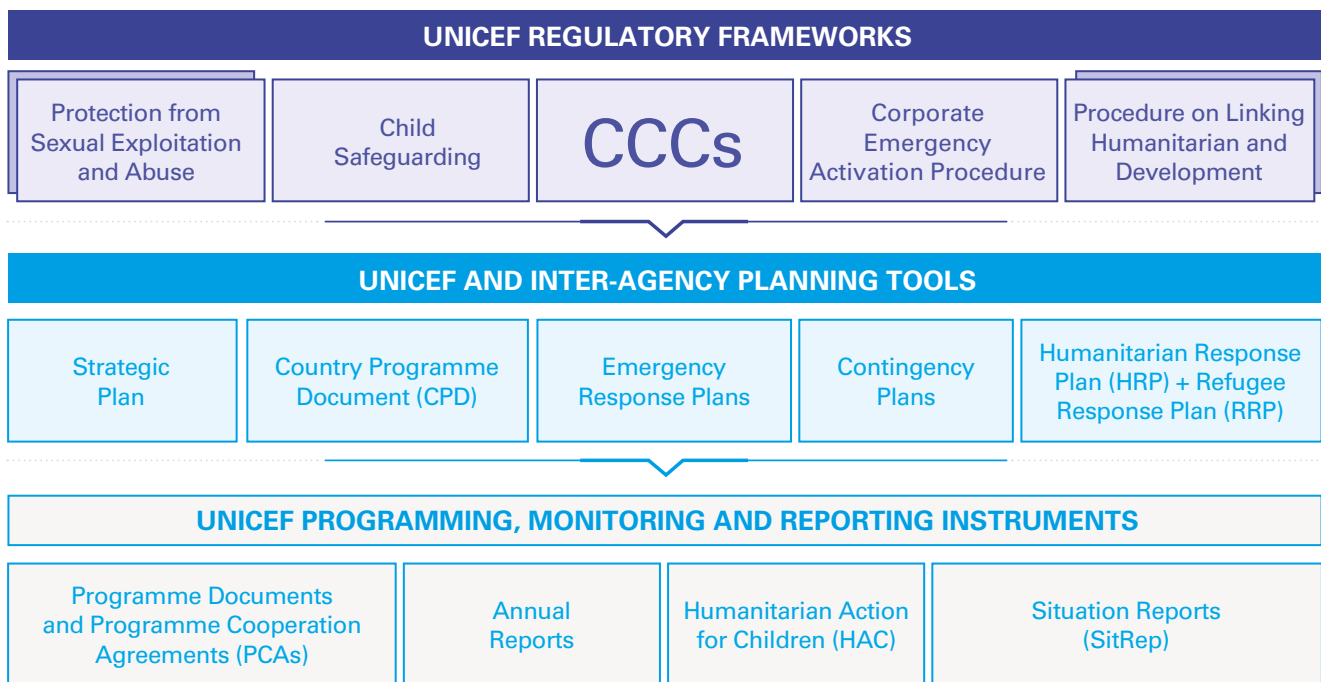 UNICEF REGULATORY FRAMEWORKS
Protection from
Sexual Exploitation
and Abuse
Child
Safeguarding
CCCs
Corporate
Emergency
Activation Procedure
Procedure on Linking
Humanitarian and
Development
UNICEF AND INTER-AGENCY PLANNING TOOLS
Strategic
Plan
Country Programme
Document (CPD)
Emergency
Response Plans
Contingency
Plans
Humanitarian Response
Plan (HRP) + Refugee
Response Plan (RRP)
UNICEF PROGRAMMING, MONITORING AND REPORTING INSTRUMENTS
Programme Documents
and Programme Cooperation
Agreements (PCAs)
Annual
Reports
Humanitarian Action
for Children (HAC)
Situation Reports
(SitRep)